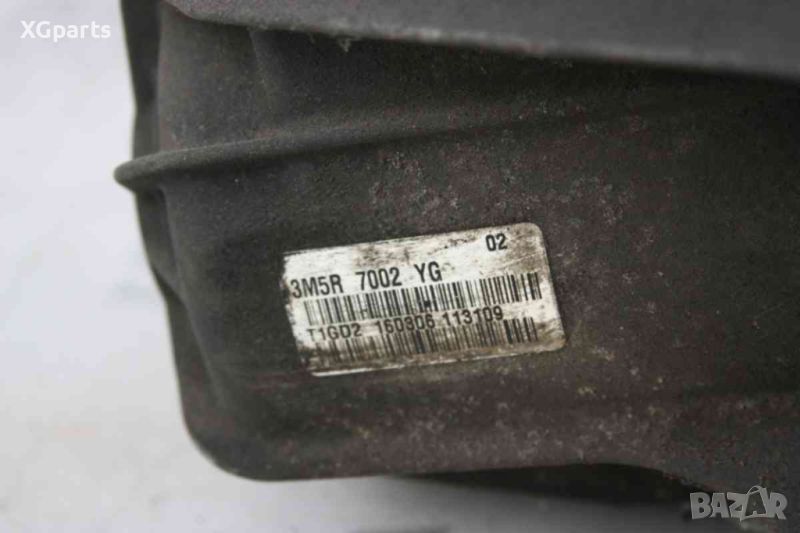 XGparts
02
3M5R 7002 YG
T1GD2 160306 113109
BAZAR